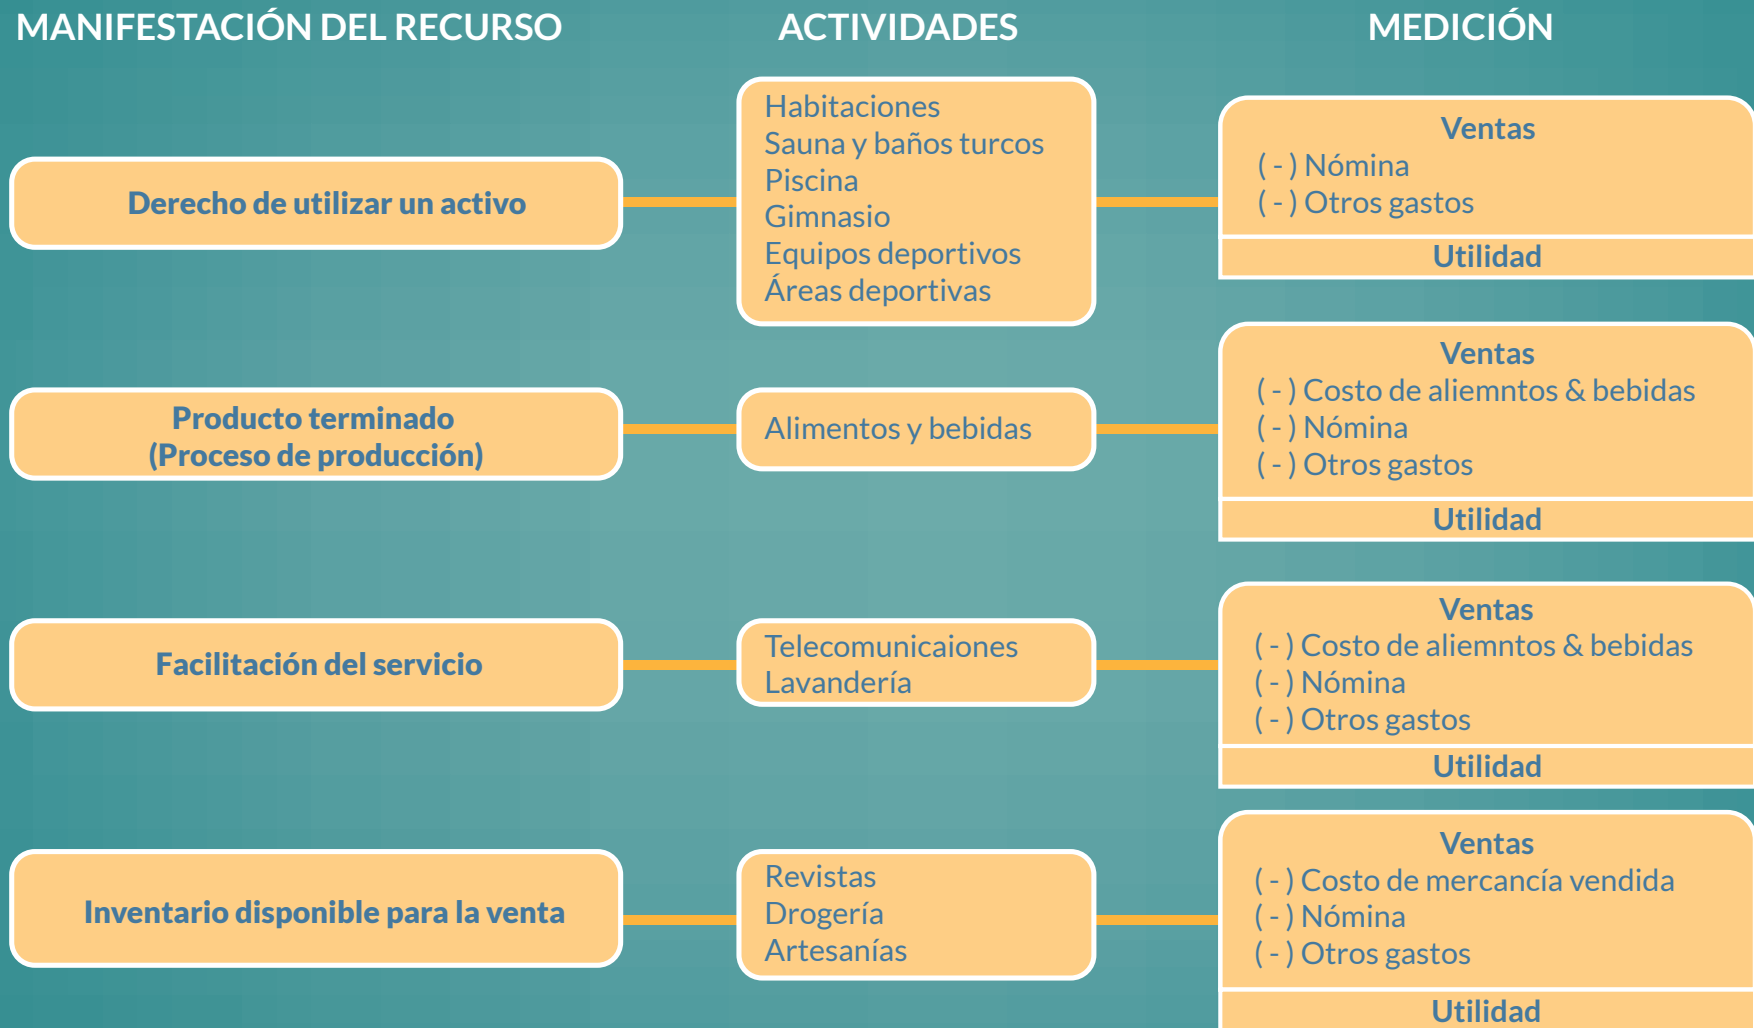 MANIFESTACIÓN DEL RECURSO
ACTIVIDADES
MEDICIÓN
Derecho de utilizar un activo
Habitaciones
Sauna y baños turcos
Piscina
Gimnasio
Equipos deportivos
Áreas deportivas
Ventas
( - ) Nómina
( - ) Otros gastos
Utilidad
Producto terminado
(Proceso de producción)
Alimentos y bebidas
Ventas
( - ) Costo de aliemntos & bebidas
( - ) Nómina
( - ) Otros gastos
Utilidad
Facilitación del servicio
Telecomunicaiones
Lavandería
Ventas
( - ) Costo de aliemntos & bebidas
( - ) Nómina
( - ) Otros gastos
Utilidad
Inventario disponible para la venta
Revistas
Drogería
Artesanías
Ventas
( - ) Costo de mercancía vendida
( - ) Nómina
( - ) Otros gastos
Utilidad